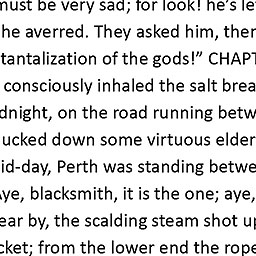 must be very sad; for look! he's le
he averred. They asked him, then
tantalization of the gods!” CHAPT
consciously inhaled the salt brea
dnight, on the road running betw
ucked down some virtuous elder
id-day, Perth was standing betwe
ye, blacksmith, it is the one; aye,
ear by, the scalding steam shot up
cket; from the lower end the rope